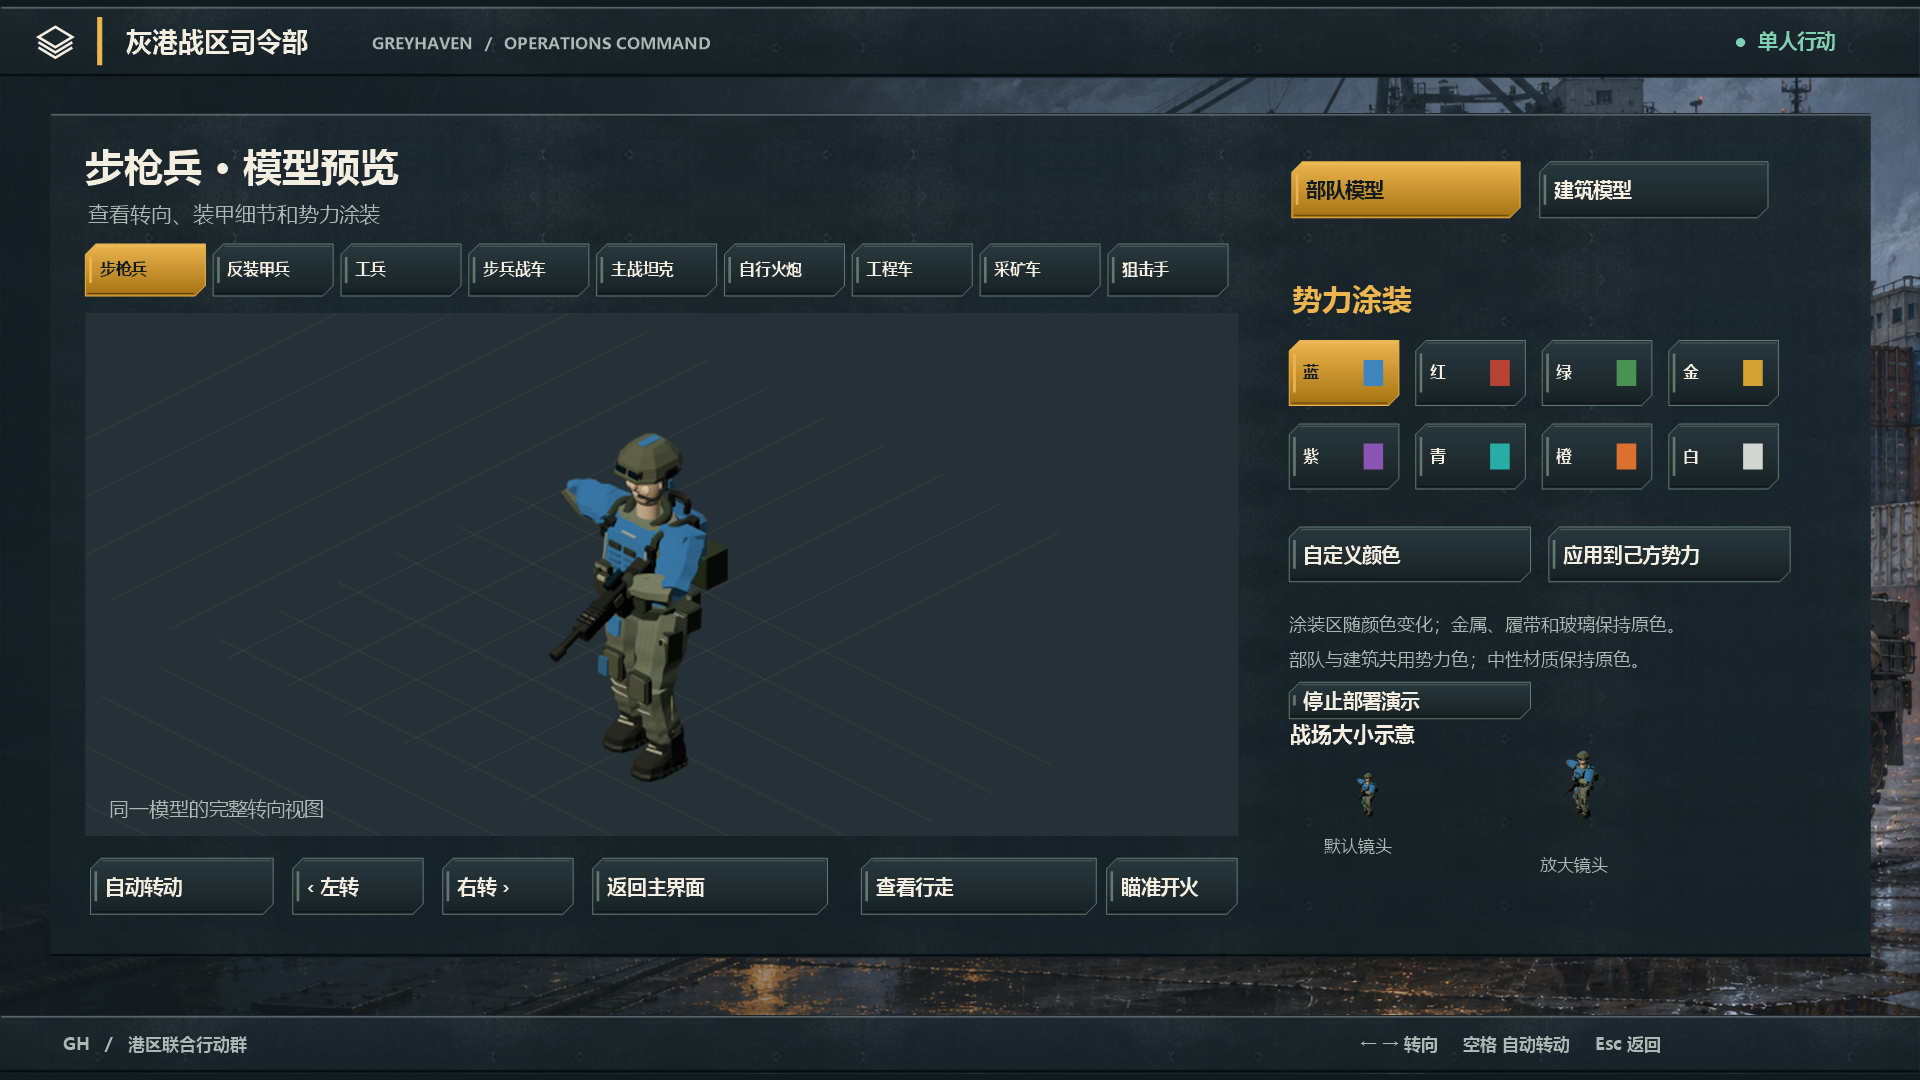 灰港战区司令部
GREYHAVEN / OPERATIONS COMMAND
单人行动
步枪兵·模型预览
查看转向、装甲细节和势力涂装
步枪兵
反装甲兵
工兵
步兵战车
主战坦克
自行火炮
工程车
采矿车
狙击手
同一模型的完整转向视图
自动转动
‹ 左转
右转 ›
返回主界面
查看行走
瞄准开火
部队模型
建筑模型
势力涂装
蓝
红
绿
金
紫
青
橙
白
自定义颜色
应用到己方势力
涂装区随颜色变化；金属、履带和玻璃保持原色。
部队与建筑共用势力色；中性材质保持原色。
停止部署演示
战场大小示意
默认镜头
放大镜头
GH / 港区联合行动群
←→ 转向 空格 自动转动 Esc 返回